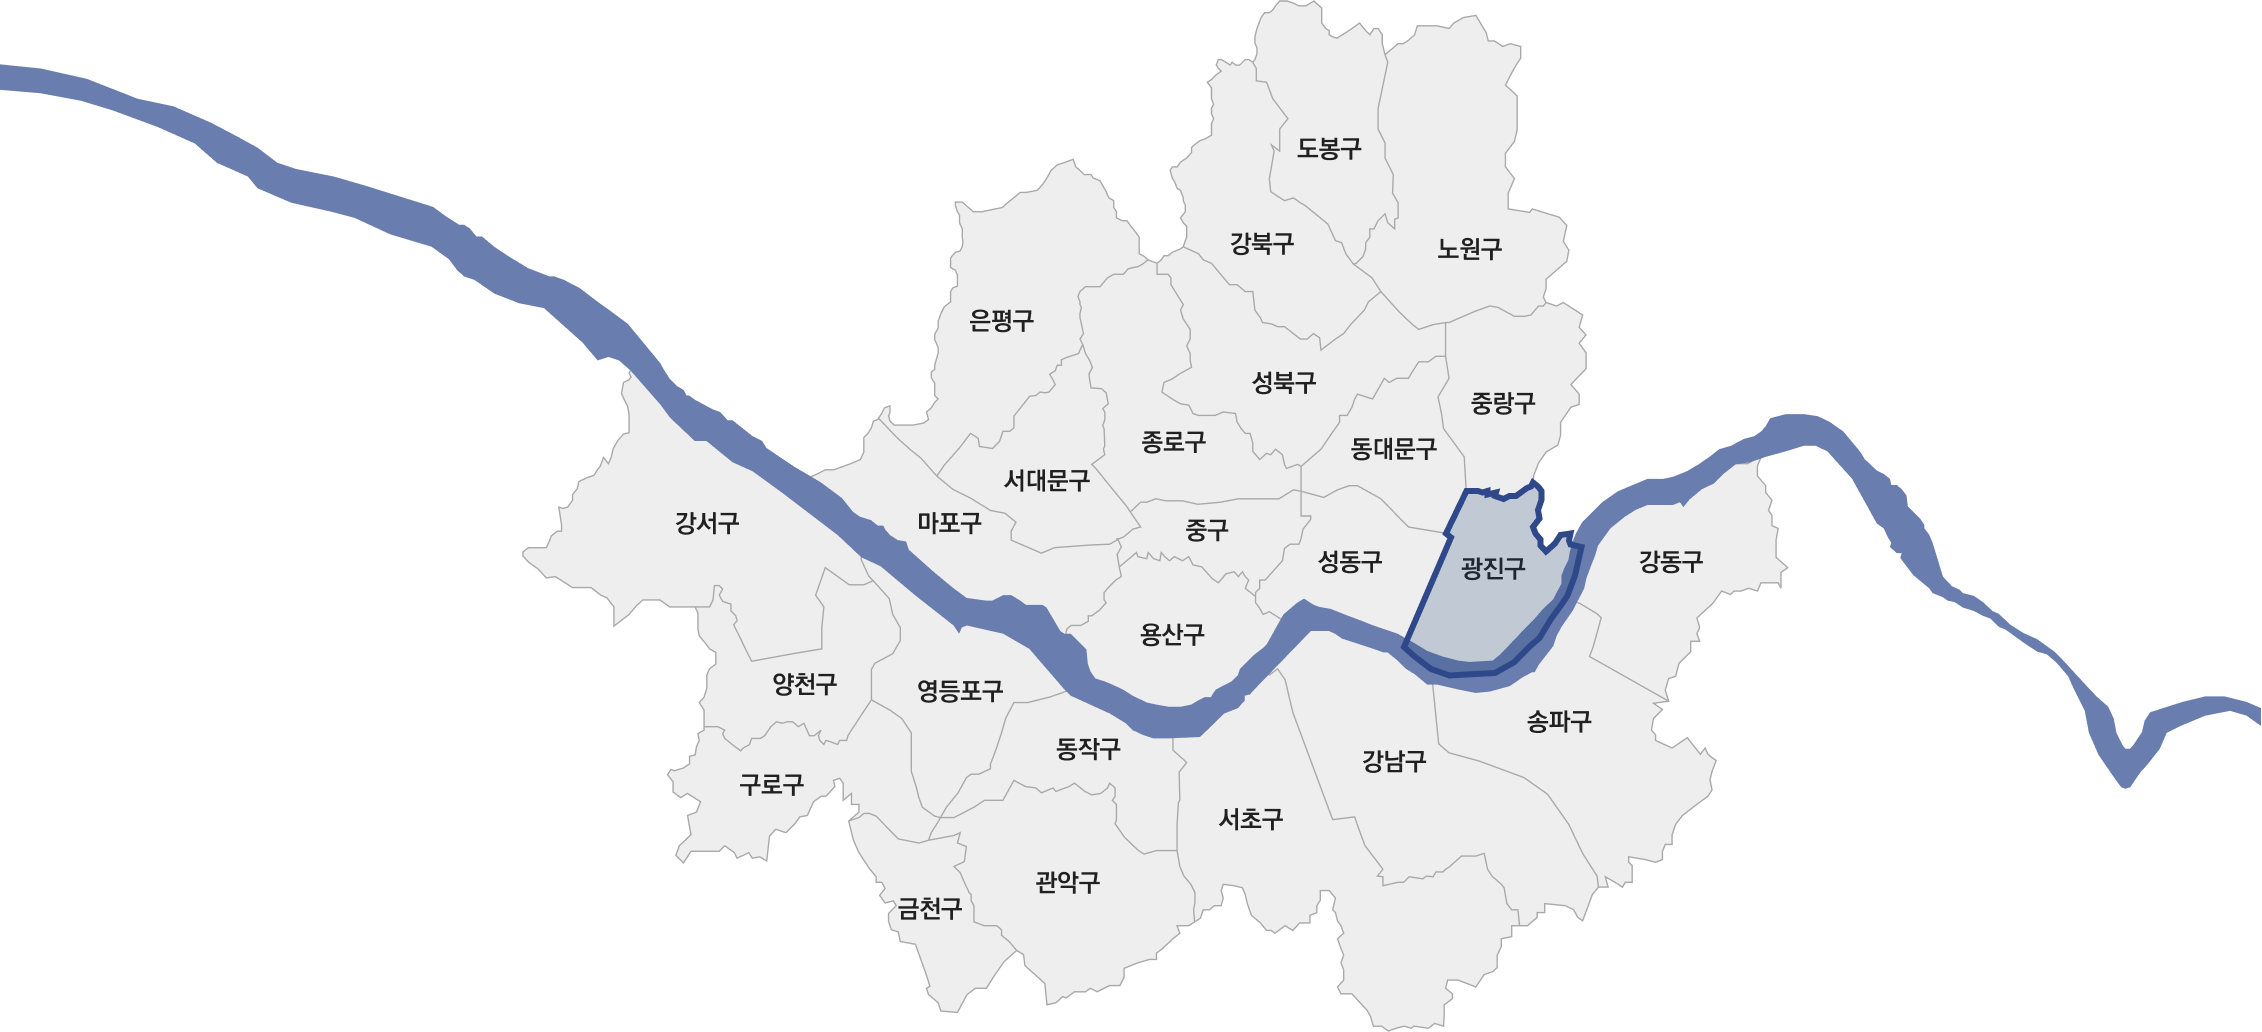 도봉구
강북구
노원구
은평구
성북구
중랑구
종로구
동대문구
서대문구
강서구
마포구
중구
성동구
광진구
강동구
용산구
양천구
영등포구
송파구
동작구
강남구
구로구
서초구
관악구
금천구